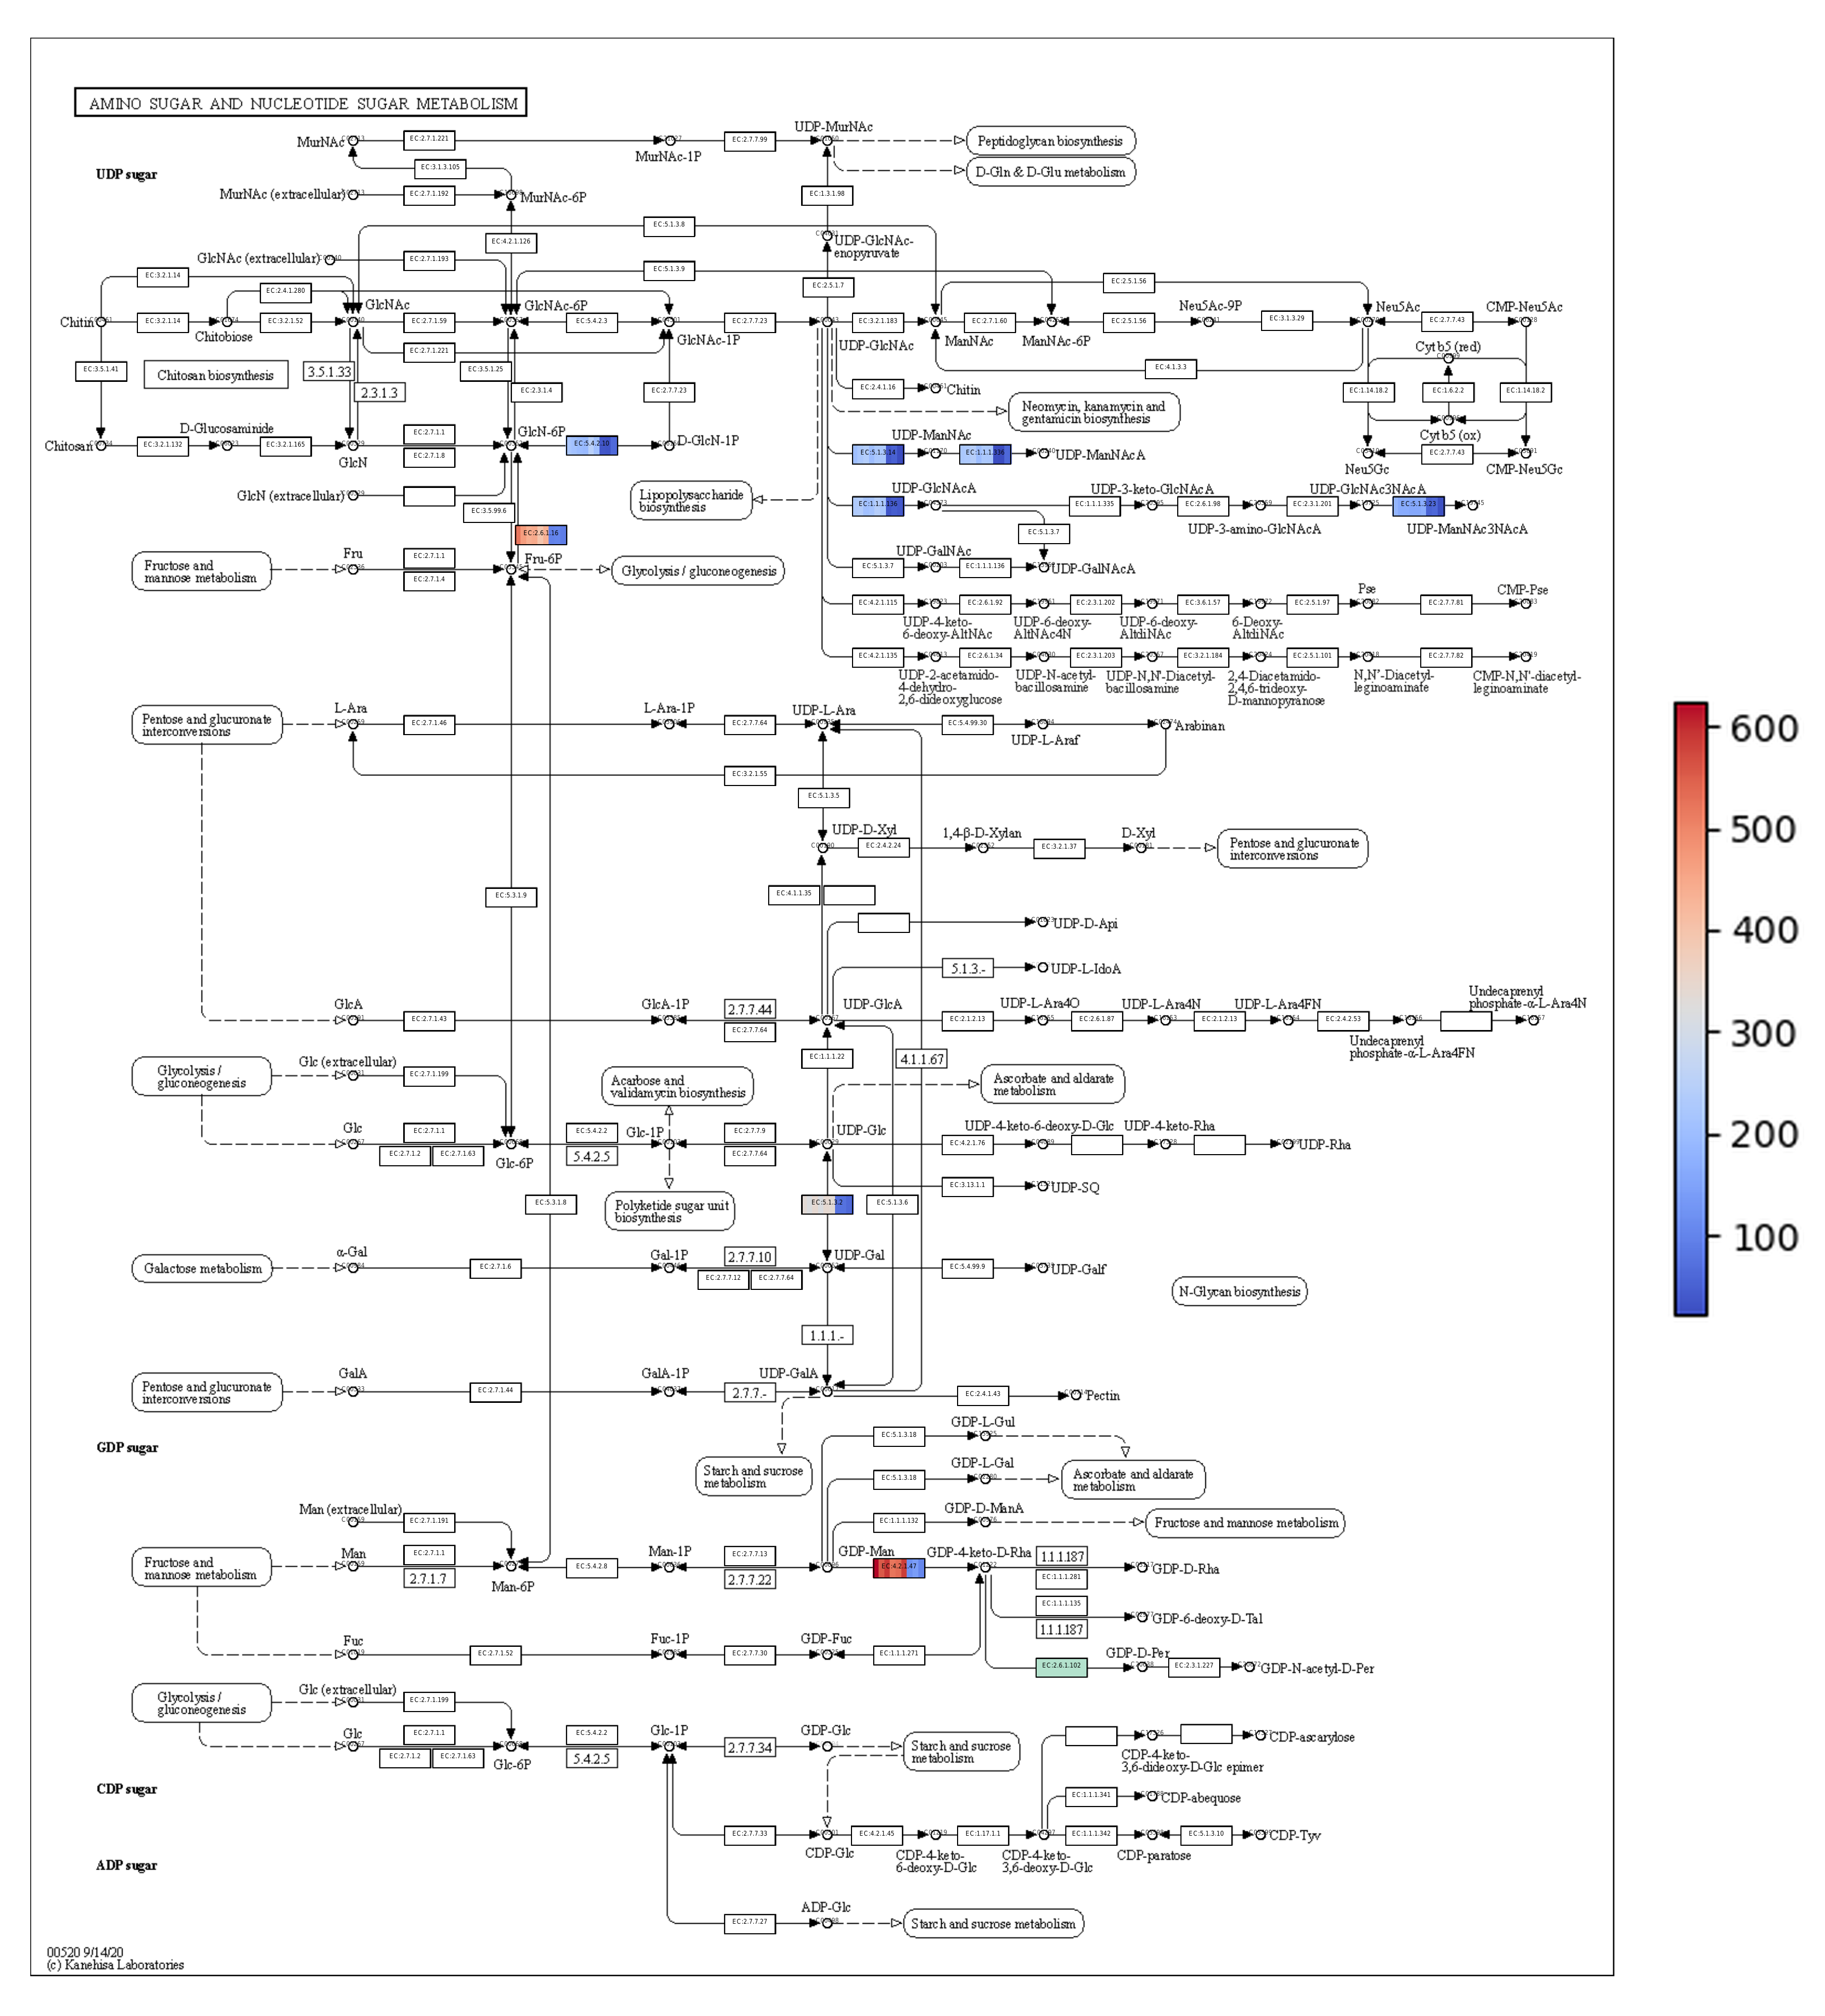 AMINO SUGAR AND NUCLEOTIDE SUGAR METABOLISM
UDP sugar
MurNAc
EC:2.7.1.221
MurNAc-1P
EC:2.7.7.99
UDP-MurNAc
Peptidoglycan biosynthesis
EC:3.1.3.105
D-Gln & D-Glu metabolism
MurNAc (extracellular)
EC:2.7.1.192
MurNAc-6P
EC:1.3.1.98
EC:5.1.3.8
EC:4.2.1.126
UDP-GlcNAc-
enopyruvate
GlcNAc (extracellular)
EC:2.7.1.193
EC:5.1.3.9
EC:3.2.1.14
EC:2.4.1.280
EC:2.5.1.7
EC:2.5.1.56
GlcNAc
GlcNAc-6P
Neu5Ac-9P
Neu5Ac
CMP-Neu5Ac
Chitin
EC:3.2.1.14
EC:3.2.1.52
EC:2.7.1.59
EC:5.4.2.3
EC:2.7.7.23
EC:3.2.1.183
EC:2.7.1.60
EC:2.5.1.56
EC:3.1.3.29
EC:2.7.7.43
Chitobiose
GlcNAc-1P
UDP-GlcNAc
ManNAc
ManNAc-6P
Cytb5 (red)
EC:2.7.1.221
EC:3.5.1.41
Chitosan biosynthesis
3.5.1.33
EC:3.5.1.25
EC:4.1.3.3
2.3.1.3
EC:2.3.1.4
EC:2.7.7.23
EC:2.4.1.16
Chitin
EC:1.14.18.2
EC:1.6.2.2
EC:1.14.18.2
Neomycin, kanamycin and
gentamicin biosynthesis
D-Glucosaminide
GlcN-6P
D-GlcN-1P
UDP-ManNAc
Cytb5 (ox)
Chitosan
EC:3.2.1.132
EC:3.2.1.165
GlcN
EC:2.7.1.1
EC:2.7.1.8
EC:5.4.2.10
EC:5.1.3.14
EC:1.1.1.336
UDP-ManNAcA
Neu5Gc
EC:2.7.7.43
CMP-Neu5Gc
GlcN (extracellular)
Lipopolysaccharide
biosynthesis
UDP-GlcNAcA
UDP-3-keto-GlcNAcA
UDP-GlcNAc3NAcA
EC:3.5.99.6
EC:1.1.1.136
EC:1.1.1.335
EC:2.6.1.98
EC:2.3.1.201
EC:5.1.3.23
UDP-3-amino-GlcNAcA
UDP-ManNAc3NAcA
EC:2.6.1.16
EC:5.1.3.7
Fructose and
mannose metabolism
Fru
EC:2.7.1.1
EC:2.7.1.4
Fru-6P
Glycolysis / gluconeogenesis
UDP-GalNAc
EC:5.1.3.7
EC:1.1.1.136
UDP-GalNAcA
Pse
CMP-Pse
EC:4.2.1.115
EC:2.6.1.92
EC:2.3.1.202
EC:3.6.1.57
EC:2.5.1.97
EC:2.7.7.81
UDP-4-keto-
6-deoxy-AltNAc
UDP-6-deoxy-
AltNAc4N
UDP-6-deoxy-
AltdiNAc
6-Deoxy-
AltdiNAc
EC:4.2.1.135
EC:2.6.1.34
EC:2.3.1.203
EC:3.2.1.184
EC:2.5.1.101
EC:2.7.7.82
UDP-2-acetamido-
4-dehydro-
2,6-dideoxyglucose
UDP-N-acetyl-
bacillosamine
UDP-N,N'-Diacetyl-
bacillosamine
2,4-Diacetamido-
2,4,6-trideoxy-
D-mannopyranose
N,N'-Diacetyl-
leginoaminate
CMP-N,N'-diacetyl-
leginoaminate
Pentose and glucuronate
interconversions
L-Ara
EC:2.7.1.46
L-Ara-1P
EC:2.7.7.64
UDP-L-Ara
EC:5.4.99.30
UDP-L-Araf
Arabinan
EC:3.2.1.55
EC:5.1.3.5
UDP-D-Xyl
EC:2.4.2.24
1,4-β-D-Xylan
EC:3.2.1.37
D-Xyl
Pentose and glucuronate
interconversions
EC:5.3.1.9
EC:4.1.1.35
UDP-D-Api
5.1.3.-
UDP-L-IdoA
GlcA
EC:2.7.1.43
GlcA-1P
2.7.7.44
EC:2.7.7.64
UDP-GlcA
EC:2.1.2.13
UDP-L-Ara4O
EC:2.6.1.87
UDP-L-Ara4N
EC:2.1.2.13
UDP-L-Ara4FN
EC:2.4.2.53
Undecaprenyl
phosphate-α-L-Ara4N
Undecaprenyl
phosphate-α-L-Ara4FN
Glycolysis /
gluconeogenesis
Glc (extracellular)
EC:2.7.1.199
EC:1.1.1.22
4.1.1.67
Acarbose and
validamycin biosynthesis
Ascorbate and aldarate
metabolism
Glc
EC:2.7.1.1
EC:2.7.1.2
EC:2.7.1.63
Glc-6P
EC:5.4.2.2
5.4.2.5
Glc-1P
EC:2.7.7.9
EC:2.7.7.64
UDP-Glc
UDP-4-keto-6-deoxy-D-Glc
UDP-4-keto-Rha
EC:4.2.1.76
UDP-Rha
EC:3.13.1.1
UDP-SQ
EC:5.3.1.8
Polyketide sugar unit
biosynthesis
EC:5.1.3.2
EC:5.1.3.6
Galactose metabolism
α-Gal
EC:2.7.1.6
Gal-1P
2.7.7.10
EC:2.7.7.12
EC:2.7.7.64
UDP-Gal
EC:5.4.99.9
UDP-Galf
N-Glycan biosynthesis
1.1.1.-
Pentose and glucuronate
interconversions
GalA
EC:2.7.1.44
GalA-1P
2.7.7.-
UDP-GalA
EC:2.4.1.43
Pectin
GDP sugar
Starch and sucrose
metabolism
EC:5.1.3.18
GDP-L-Gul
EC:5.1.3.18
GDP-L-Gal
Ascorbate and aldarate
metabolism
Man (extracellular)
EC:2.7.1.191
EC:1.1.1.132
GDP-D-ManA
Fructose and mannose metabolism
Fructose and
mannose metabolism
Man
EC:2.7.1.1
2.7.1.7
Man-6P
EC:5.4.2.8
Man-1P
EC:2.7.7.13
2.7.7.22
GDP-Man
EC:4.2.1.47
GDP-4-keto-D-Rha
1.1.1.187
EC:1.1.1.281
GDP-D-Rha
EC:1.1.1.135
1.1.1.187
GDP-6-deoxy-D-Tal
Fuc
EC:2.7.1.52
Fuc-1P
EC:2.7.7.30
GDP-Fuc
EC:1.1.1.271
EC:2.6.1.102
GDP-D-Per
EC:2.3.1.227
GDP-N-acetyl-D-Per
Glycolysis /
gluconeogenesis
Glc (extracellular)
EC:2.7.1.199
Glc
EC:2.7.1.1
EC:2.7.1.2
EC:2.7.1.63
Glc-6P
EC:5.4.2.2
5.4.2.5
Glc-1P
2.7.7.34
GDP-Glc
Starch and sucrose
metabolism
CDP-4-keto-
3,6-dideoxy-D-Glc epimer
CDP-ascarylose
CDP sugar
EC:1.1.1.341
CDP-abequose
EC:2.7.7.33
CDP-Glc
EC:4.2.1.45
CDP-4-keto-
6-deoxy-D-Glc
EC:1.17.1.1
CDP-4-keto-
3,6-deoxy-D-Glc
EC:1.1.1.342
CDP-paratose
EC:5.1.3.10
CDP-Tyv
ADP sugar
EC:2.7.7.27
ADP-Glc
Starch and sucrose metabolism
00520 9/14/20
(c) Kanehisa Laboratories
600
500
400
300
200
100